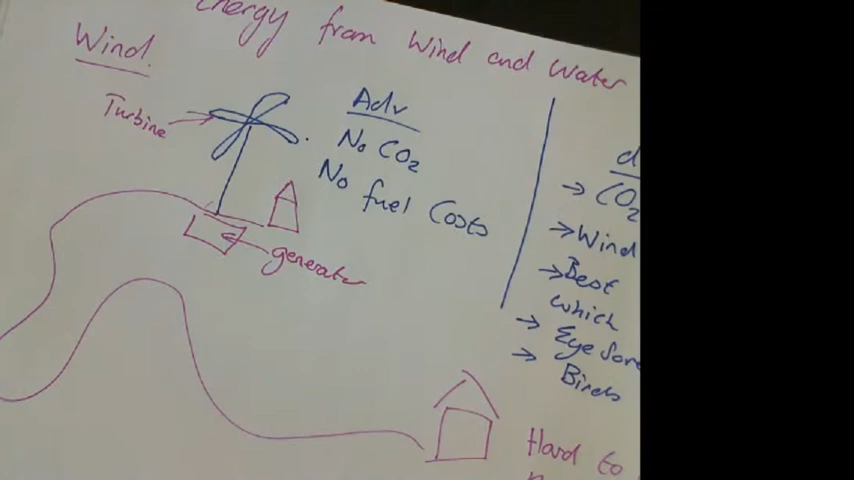 Energy from Wind and Water
Wind.
Turbine
generator
Adv
No CO2
No fuel Costs
d
→ CO2
→ Wind
→ Best
which
→ Eye Sore
→ Birds
Hard to